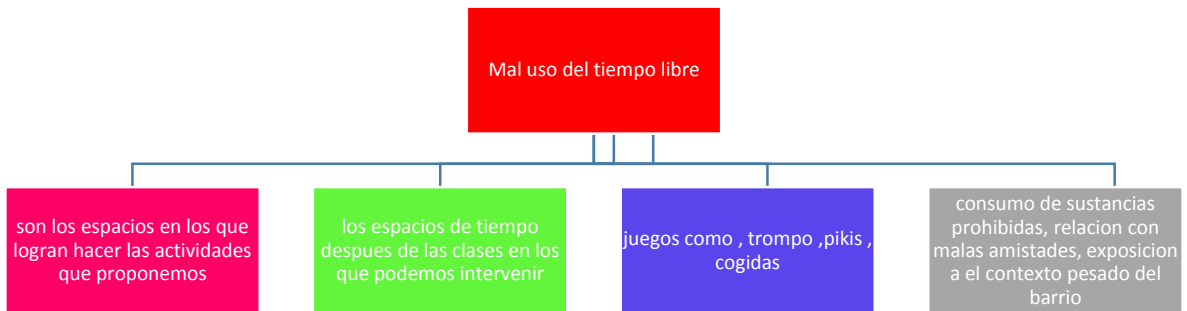 Mal uso del tiempo libre
son los espacios en los que
logran hacer las actividades
que proponemos
los espacios de tiempo
despues de las clases en los
que podemos intervenir
juegos como , trompo ,pikis ,
cogidas
consumo de sustancias
prohibidas, relacion con
malas amistades, exposicion
a el contexto pesado del
barrio